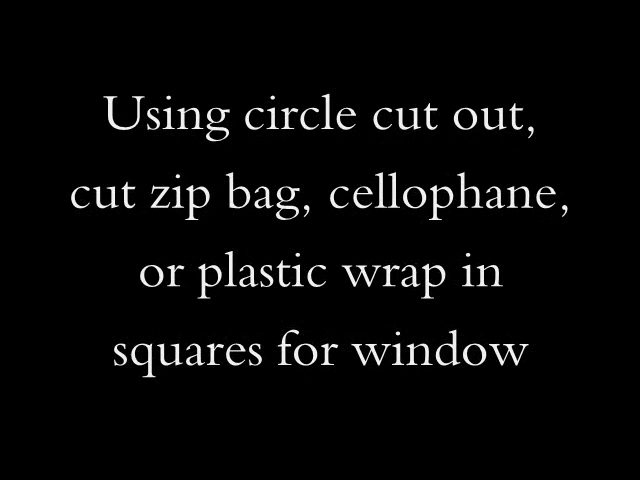 Using circle cut out,
cut zip bag, cellophane,
or plastic wrap in
squares for window